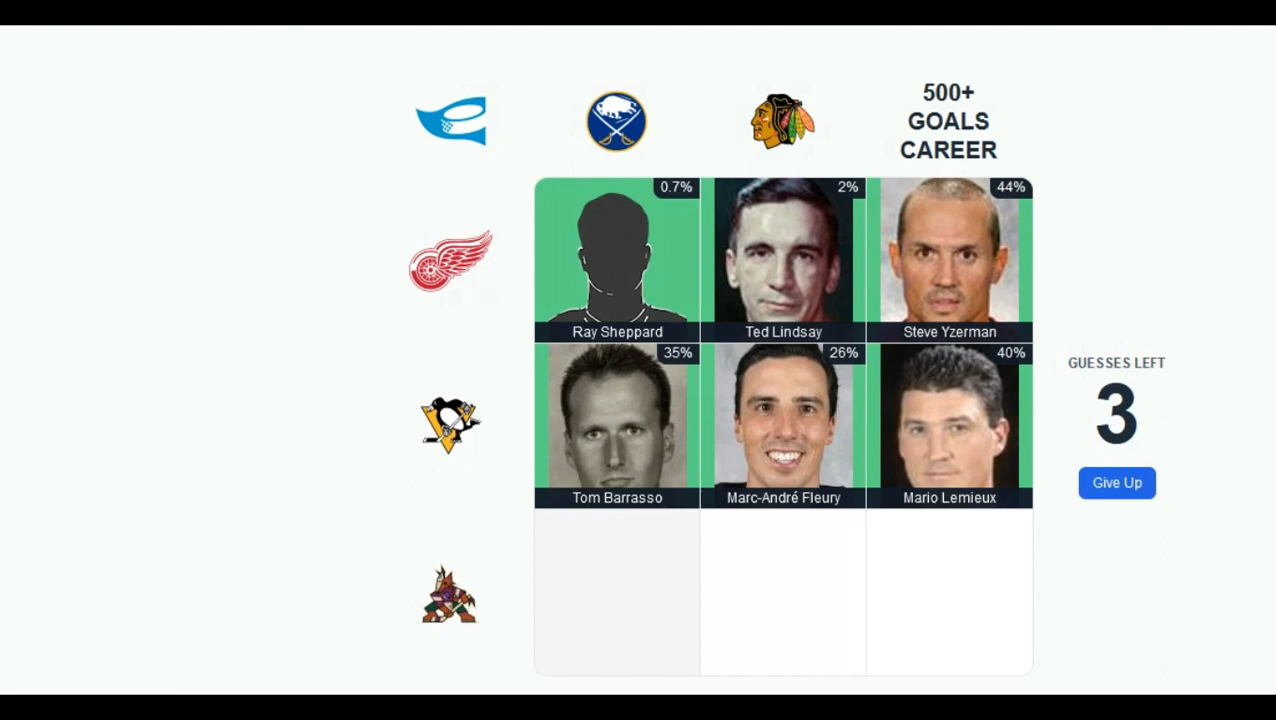 500+
GOALS
CAREER
0.7%
2%
44%
Ray Sheppard
Ted Lindsay
Steve Yzerman
35%
26%
40%
GUESSES LEFT
3
Give Up
Tom Barrasso
Marc-André Fleury
Mario Lemieux